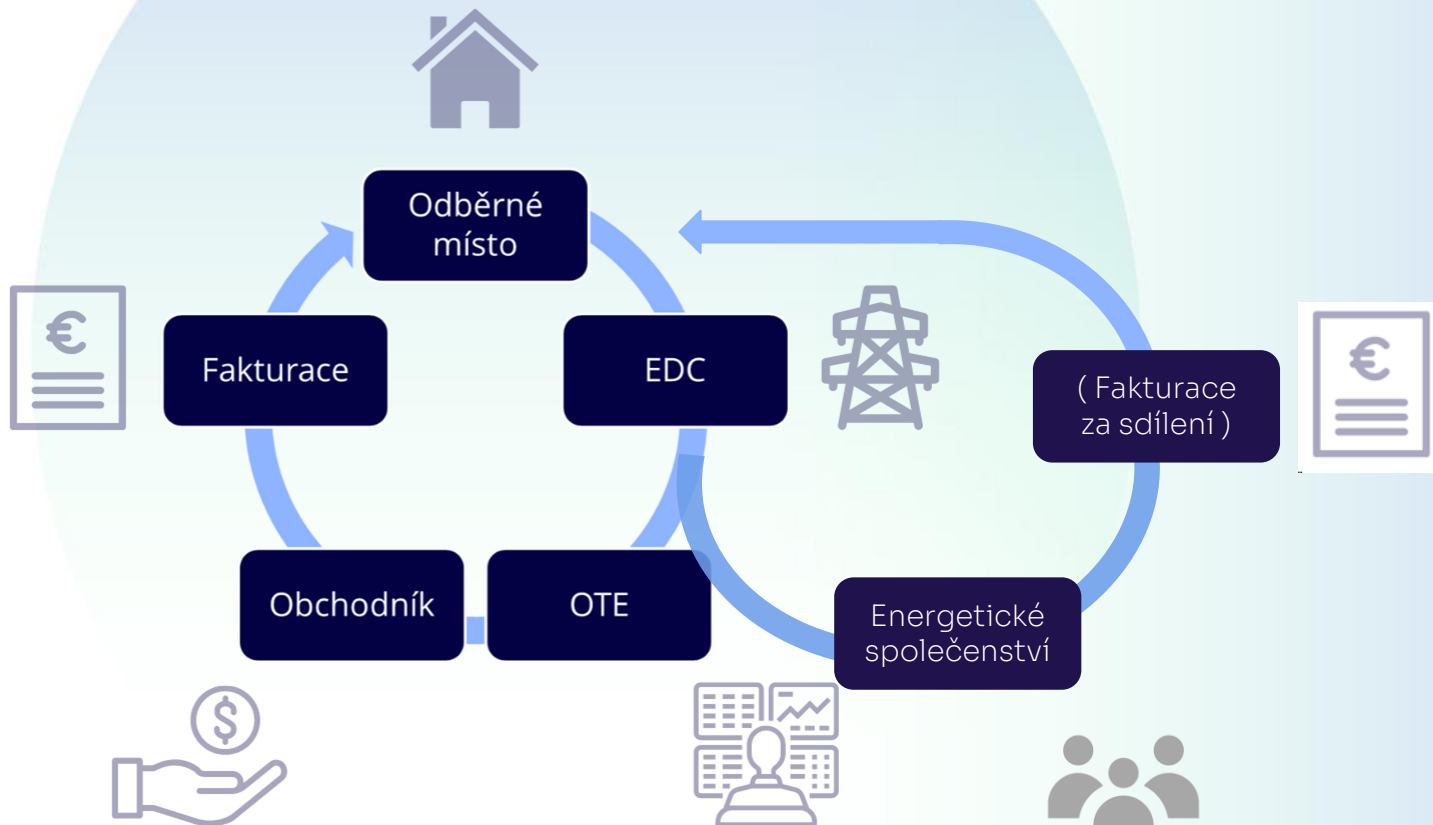 Odběrné
místo
€
Fakturace
EDC
( Fakturace
za sdílení )
€
Obchodník
OTE
Energetické
společenství
$